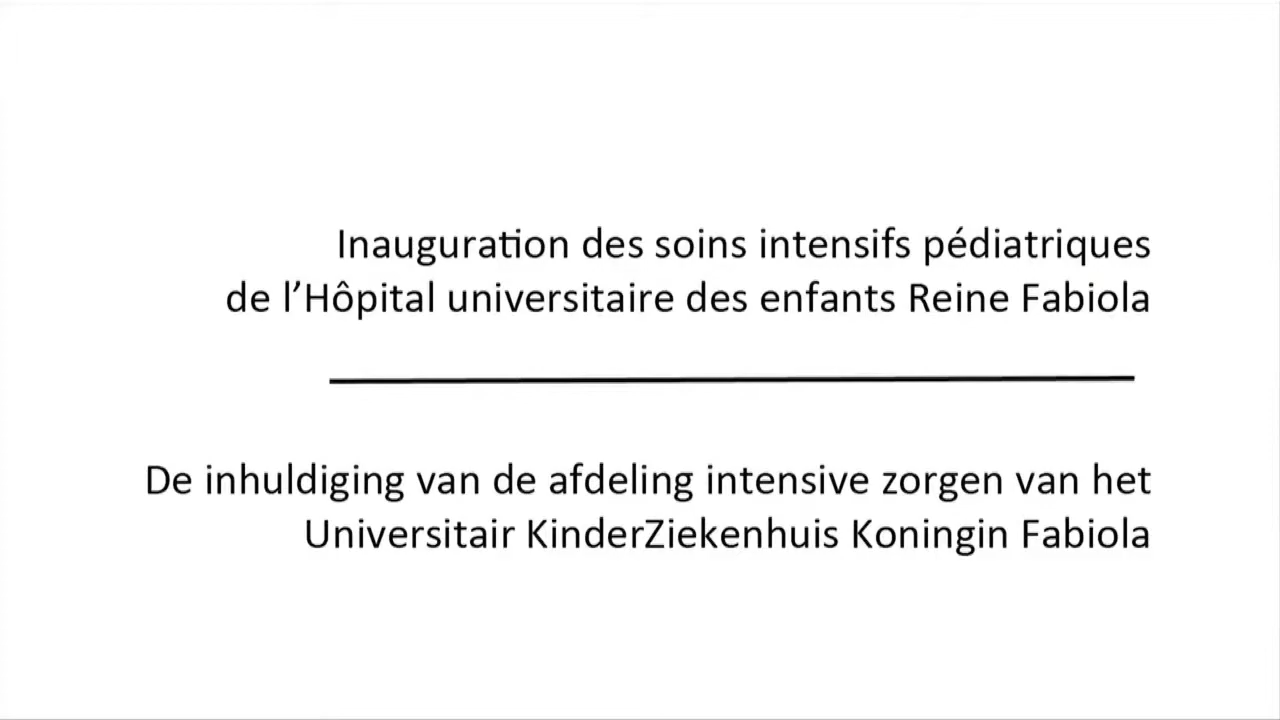 Inauguration des soins intensifs pédiatriques
de l’Hôpital universitaire des enfants Reine Fabiola
De inhuldiging van de afdeling intensive zorgen van het
Universitair KinderZiekenhuis Koningin Fabiola